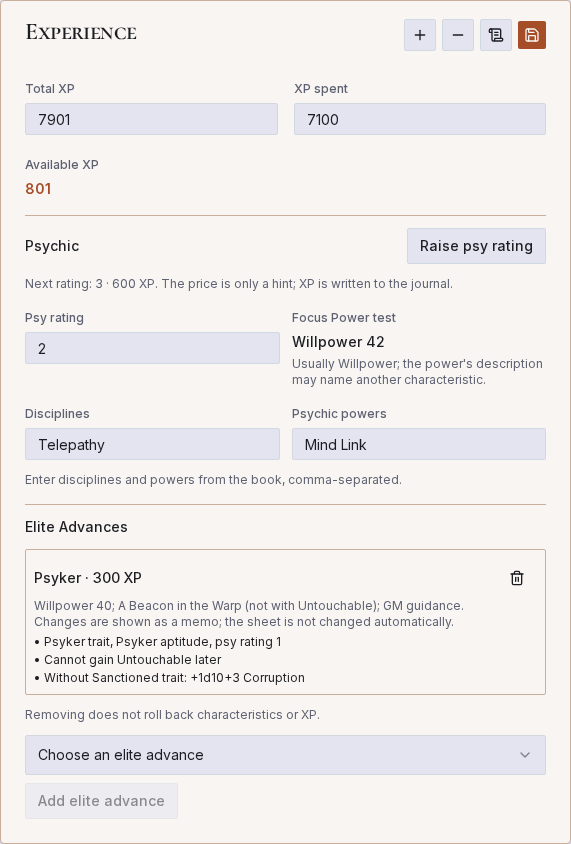 Experience
Total XP
XP spent
7901
7100
Available XP
801
Psychic
Raise psy rating
Next rating: 3 · 600 XP. The price is only a hint; XP is written to the journal.
Psy rating
Focus Power test
2
Willpower 42
Usually Willpower; the power's description
may name another characteristic.
Disciplines
Psychic powers
Telepathy
Mind Link
Enter disciplines and powers from the book, comma-separated.
Elite Advances
Psyker · 300 XP
Willpower 40; A Beacon in the Warp (not with Untouchable); GM guidance.
Changes are shown as a memo; the sheet is not changed automatically.
• Psyker trait, Psyker aptitude, psy rating 1
• Cannot gain Untouchable later
• Without Sanctioned trait: +1d10+3 Corruption
Removing does not roll back characteristics or XP.
Choose an elite advance
Add elite advance